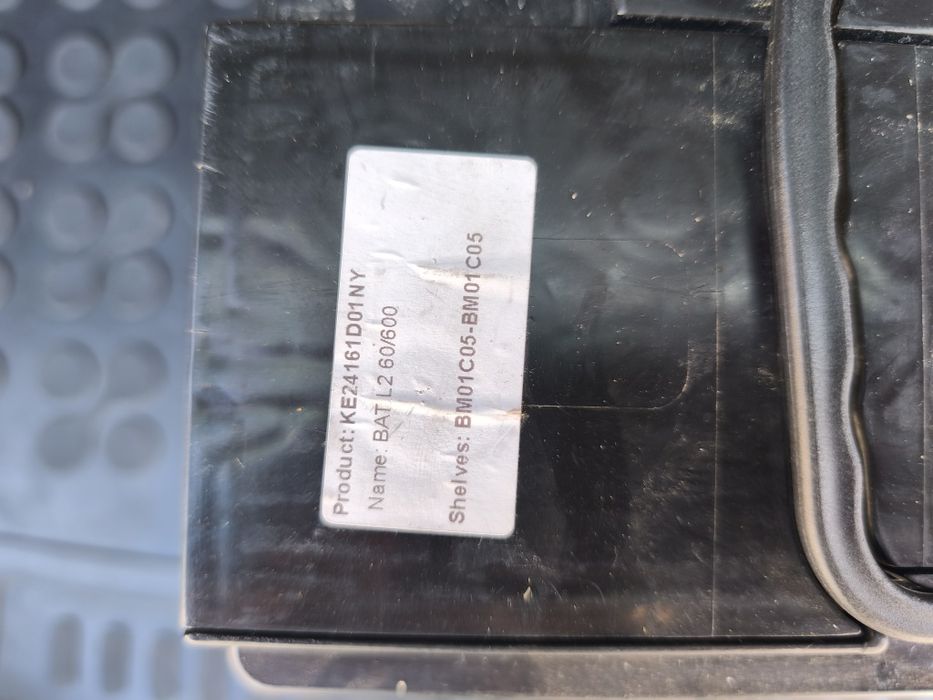 Product: KE24161D01NY
Name: BAT L2 60/600
Shelves: BM01C05-BM01C05